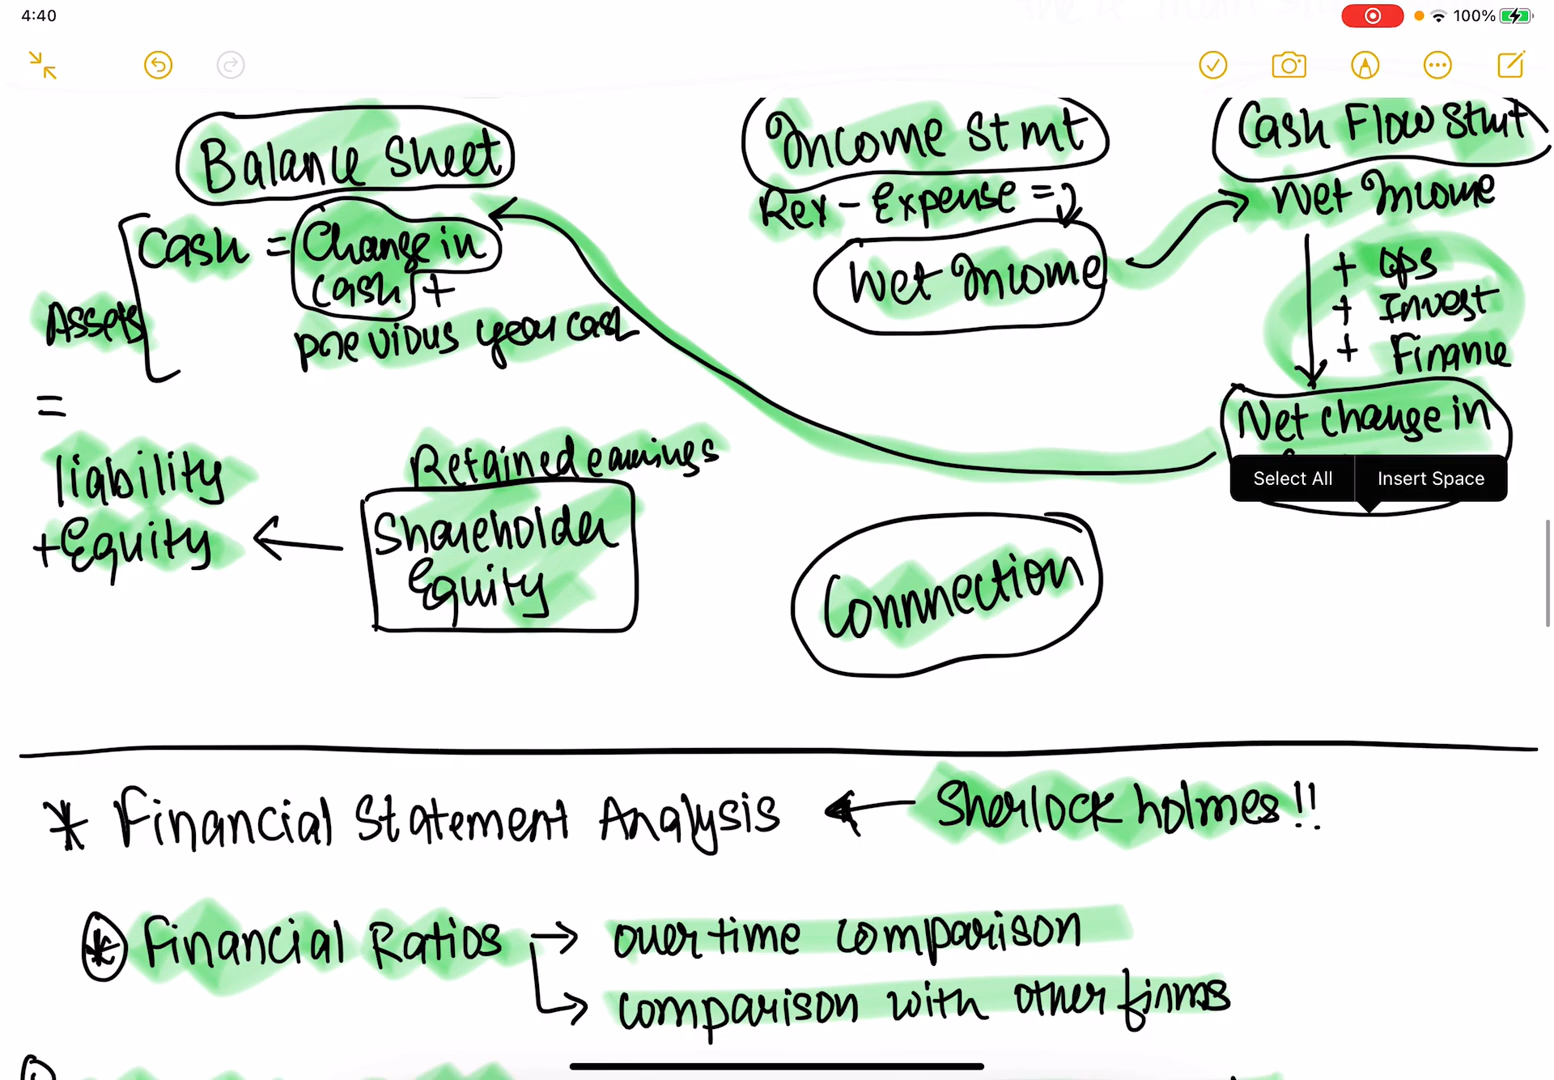 4:40
100%
Balance Sheet
Income Stmt
Cash Flow Stmt
Rev - Expense =
Net Income
Net Income
Cash = Change in
cash +
previous year cash
Assets
+ Ops
+ Invest
+ Finance
Net change in
Select All
Insert Space
=
liability
+ Equity
Retained earnings
Shareholder
Equity
Connnection
* Financial Statement Analysis ← Sherlock holmes!!
* Financial Ratios → over time comparison
→ comparison with other firms